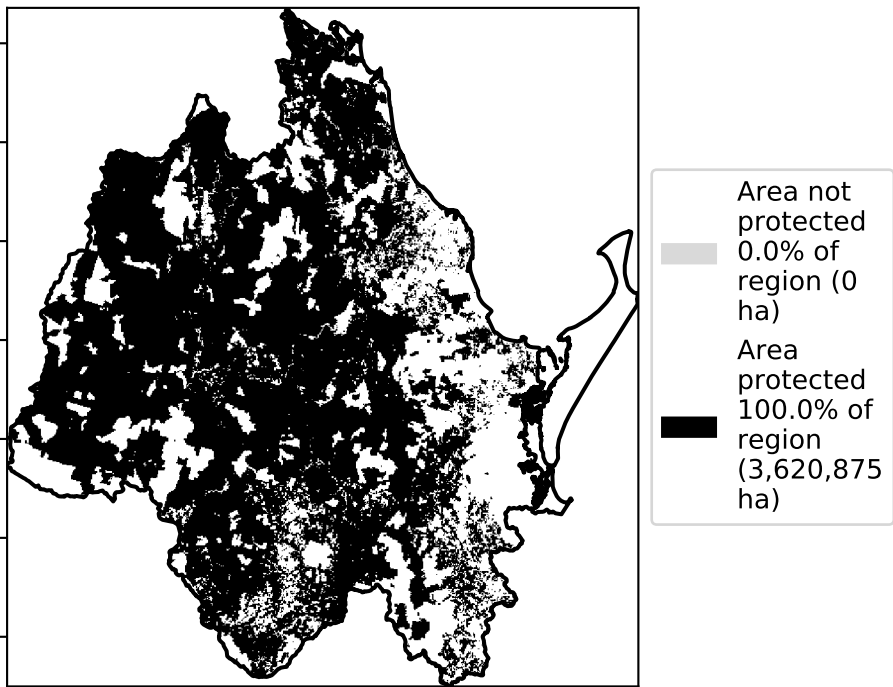 Area not
protected
0.0% of
region (0
ha)
Area
protected
100.0% of
region
(3,620,875
ha)